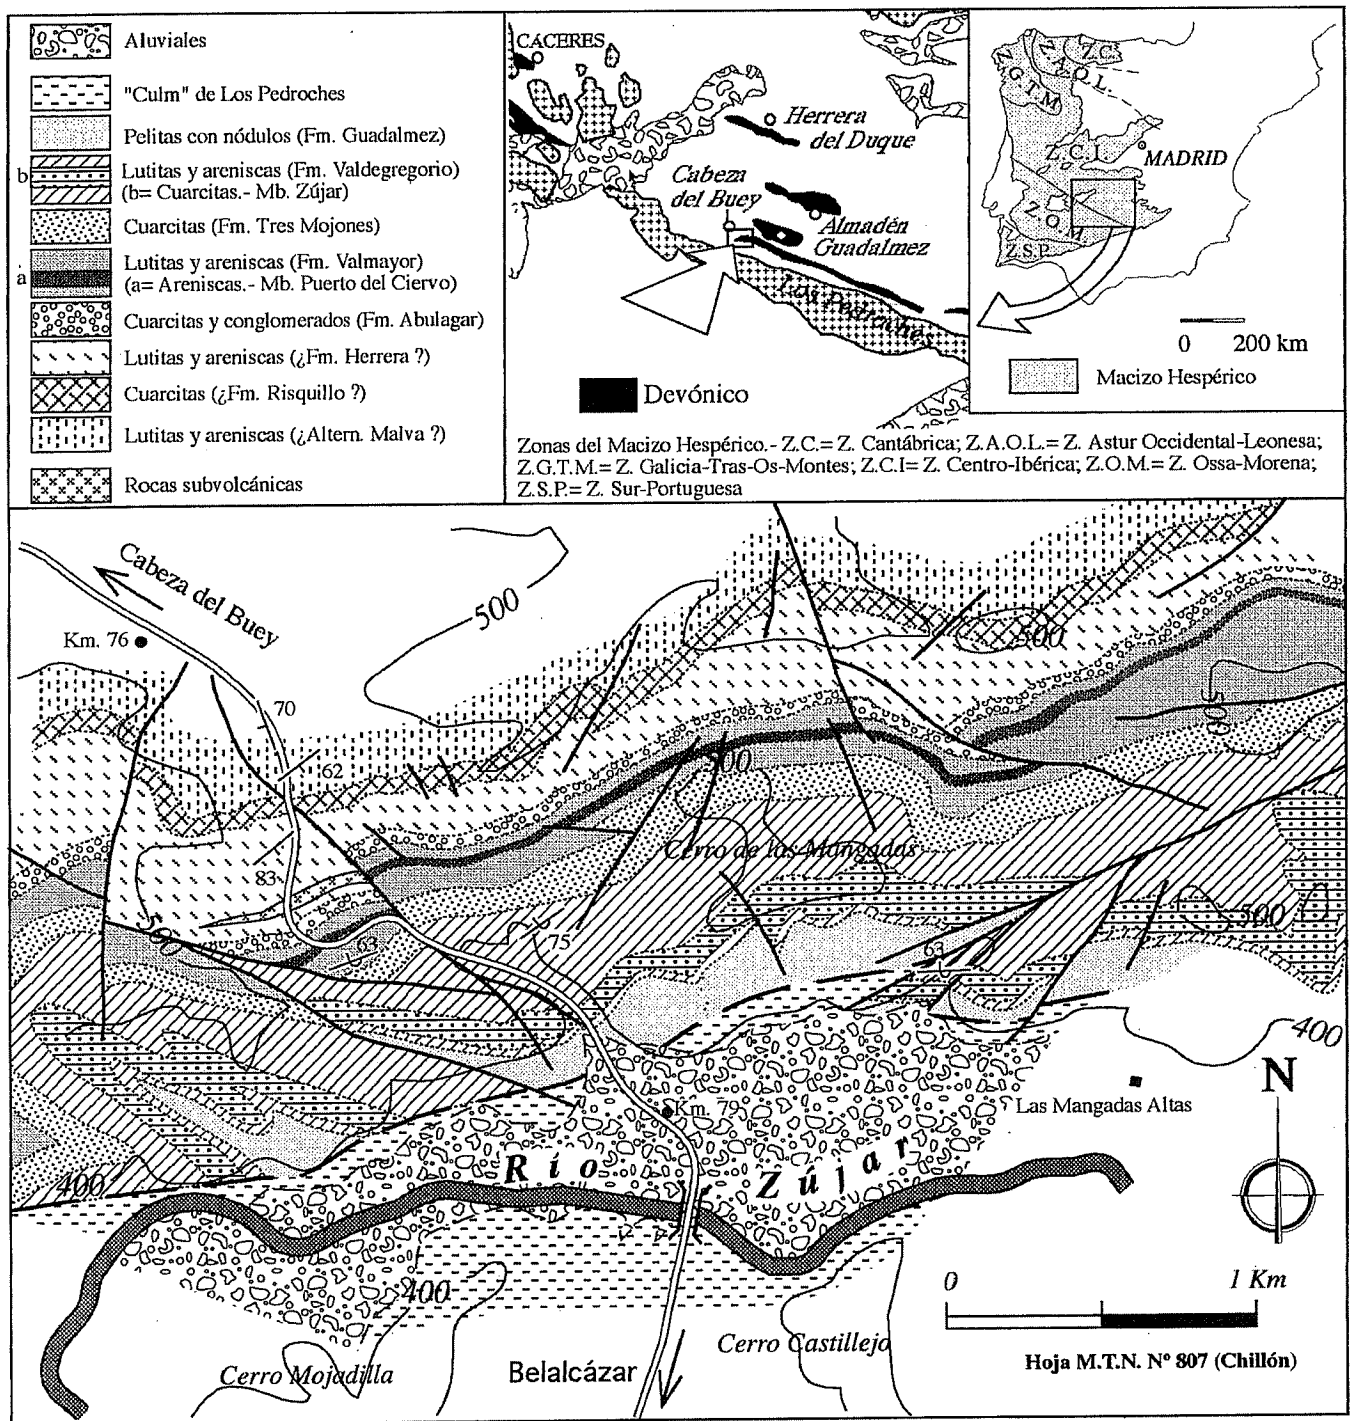 Aluviales
"Culm" de Los Pedroches
Pelitas con nódulos (Fm. Guadalmez)
b
Lutitas y areniscas (Fm. Valdegregorio)
(b= Cuarcitas.- Mb. Zújar)
Cuarcitas (Fm. Tres Mojones)
a
Lutitas y areniscas (Fm. Valmayor)
(a= Areniscas.- Mb. Puerto del Ciervo)
Cuarcitas y conglomerados (Fm. Abulagar)
Lutitas y areniscas (¿Fm. Herrera ?)
Cuarcitas (¿Fm. Risquillo ?)
Lutitas y areniscas (¿Altern. Malva ?)
Rocas subvolcánicas
CÁCERES
Herrera
del Duque
Cabeza
del Buey
Almadén
Guadalmez
Los Pedroches
Devónico
Z.C.
Z.A.O.L.
Z.G.T.M.
Z.C.I.
MADRID
Z.O.M.
Z.S.P.
0 200 km
Macizo Hespérico
Zonas del Macizo Hespérico.- Z.C.= Z. Cantábrica; Z.A.O.L.= Z. Astur Occidental-Leonesa;
Z.G.T.M.= Z. Galicia-Tras-Os-Montes; Z.C.I= Z. Centro-Ibérica; Z.O.M.= Z. Ossa-Morena;
Z.S.P.= Z. Sur-Portuguesa
Cabeza del Buey
500
Km. 76
500
70
500
62
500
Cerro de las Mangadas
83
500
500
75
63
63
400
N
Km. 79
Las Mangadas Altas
Río Zújar
400
400
0 1 Km
Cerro Castillejo
Cerro Mojadilla
Belalcázar
Hoja M.T.N. Nº 807 (Chillón)